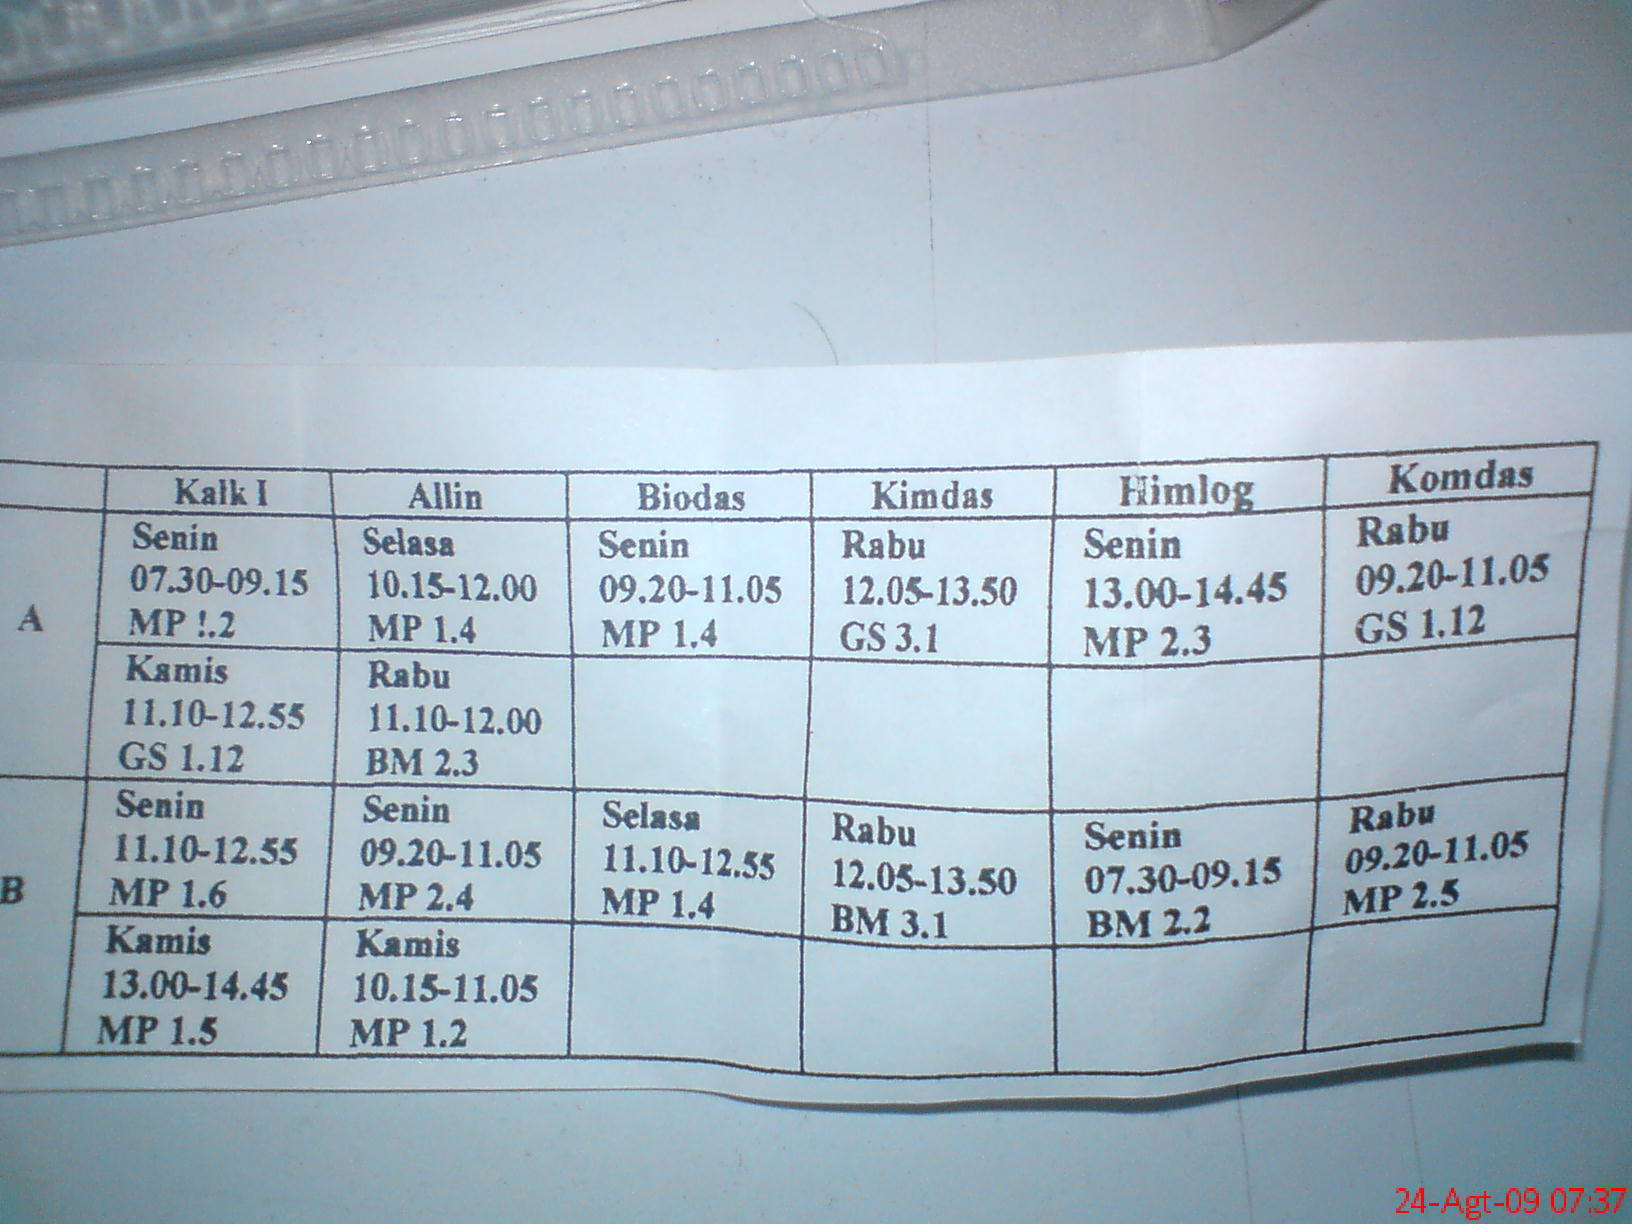 Kalk I Allin Biodas Kimdas Himlog Komdas
A
Senin
07.30-09.15
MP !.2
Selasa
10.15-12.00
MP 1.4
Senin
09.20-11.05
MP 1.4
Rabu
12.05-13.50
GS 3.1
Senin
13.00-14.45
MP 2.3
Rabu
09.20-11.05
GS 1.12
Kamis
11.10-12.55
GS 1.12
Rabu
11.10-12.00
BM 2.3
B
Senin
11.10-12.55
MP 1.6
Senin
09.20-11.05
MP 2.4
Selasa
11.10-12.55
MP 1.4
Rabu
12.05-13.50
BM 3.1
Senin
07.30-09.15
BM 2.2
Rabu
09.20-11.05
MP 2.5
Kamis
13.00-14.45
MP 1.5
Kamis
10.15-11.05
MP 1.2
24-Agt-09 07:37